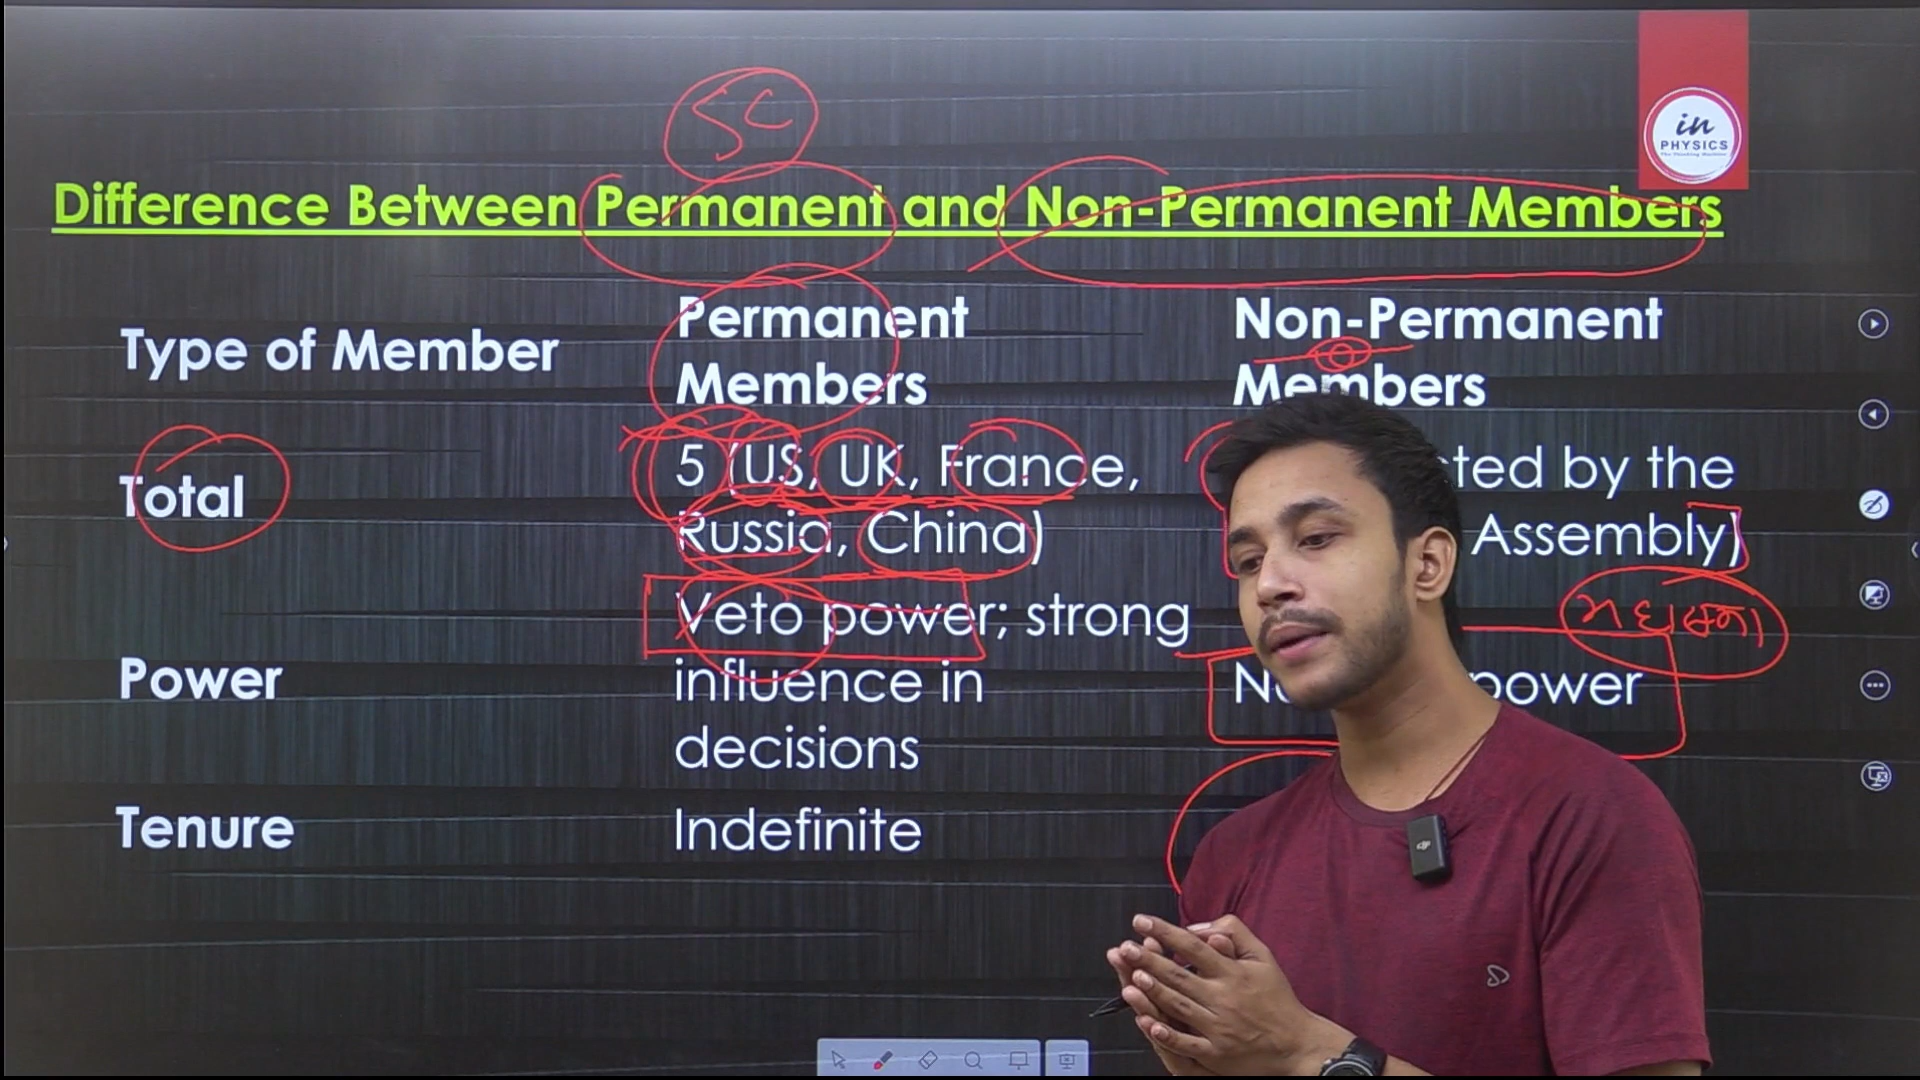 SC
in
PHYSICS
Difference Between Permanent and Non-Permanent Members
Type of Member
Permanent
Members
Non-Permanent
Members
Total
5 (US, UK, France,
Russia, China)
ted by the
Assembly)
Power
Veto power; strong
influence in
decisions
power
Tenure
Indefinite